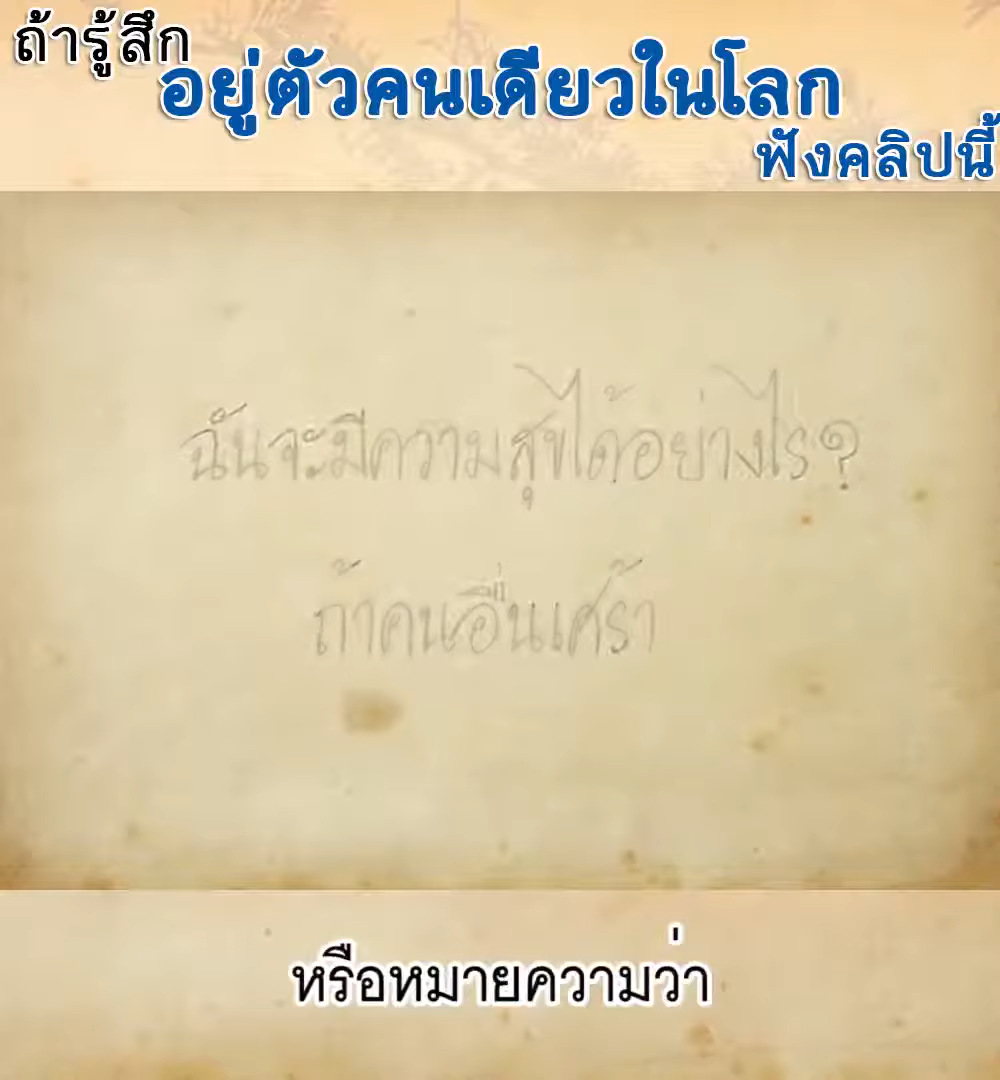 ถ้ารู้สึก
อยู่ตัวคนเดียวในโลก
ฟังคลิปนี้
ฉันจะมีความสุขได้อย่างไร?
ถ้าคนอื่นเศร้า
หรือหมายความว่า